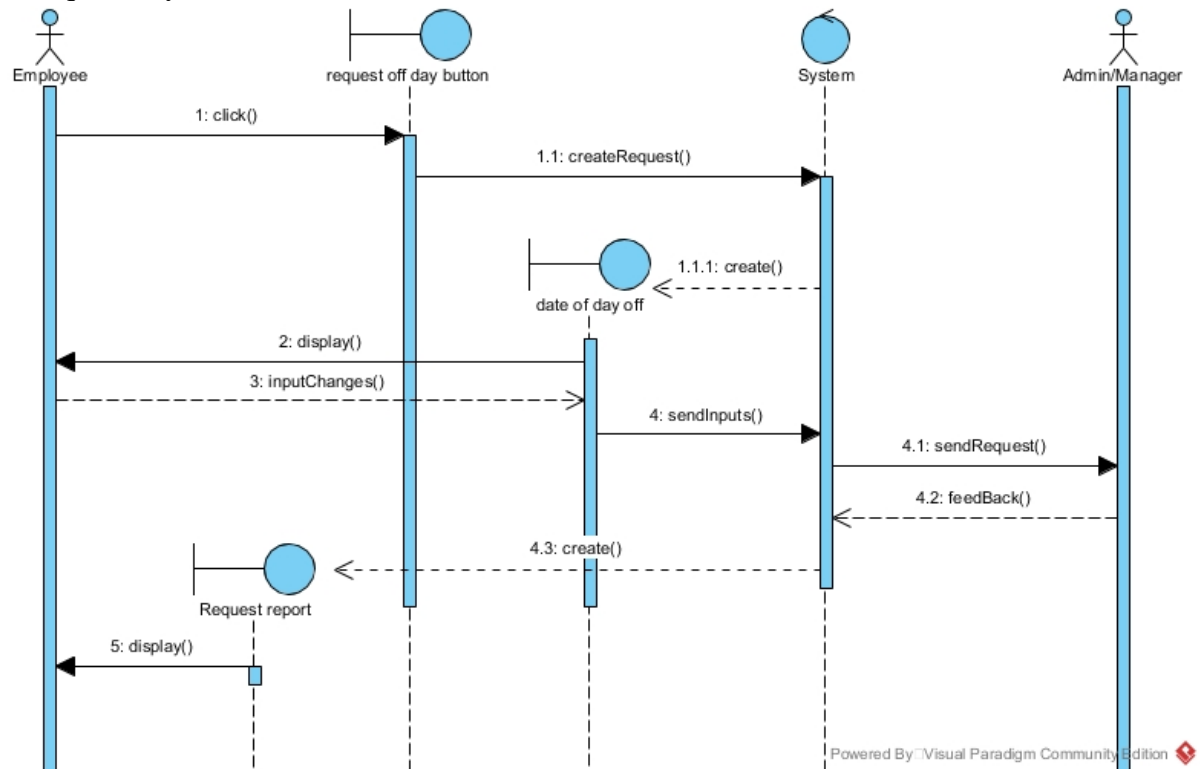 Employee
request off day button
System
Admin/Manager
1: click()
1.1: createRequest()
1.1.1: create()
date of day off
2: display()
3: inputChanges()
4: sendInputs()
4.1: sendRequest()
4.2: feedBack()
4.3: create()
Request report
5: display()
Powered By Visual Paradigm Community Edition